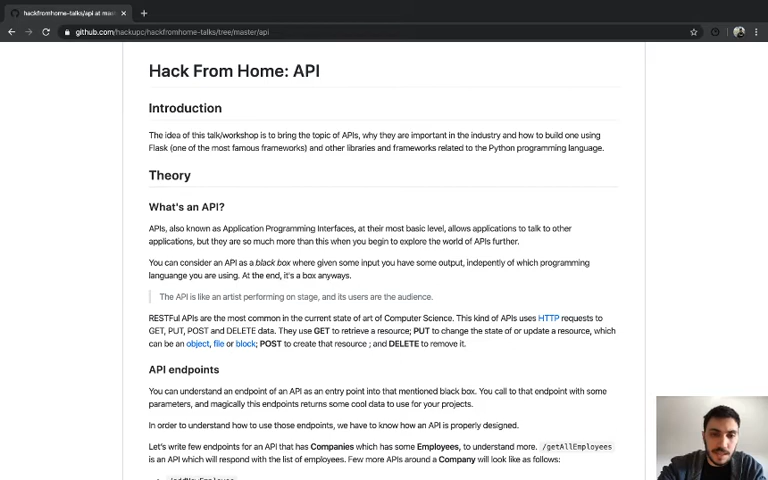 hackfromhome-talks/api at mas
github.com/hackupc/hackfromhome-talks/tree/master/api
Hack From Home: API
Introduction
The idea of this talk/workshop is to bring the topic of APIs, why they are important in the industry and how to build one using
Flask (one of the most famous frameworks) and other libraries and frameworks related to the Python programming language.
Theory
What's an API?
APIs, also known as Application Programming Interfaces, at their most basic level, allows applications to talk to other
applications, but they are so much more than this when you begin to explore the world of APIs further.
You can consider an API as a black box where given some input you have some output, indepently of which programming
language you are using. At the end, it's a box anyways.
The API is like an artist performing on stage, and its users are the audience.
RESTFul APIs are the most common in the current state of art of Computer Science. This kind of APIs uses HTTP requests to
GET, PUT, POST and DELETE data. They use GET to retrieve a resource; PUT to change the state of or update a resource, which
can be an object, file or block; POST to create that resource ; and DELETE to remove it.
API endpoints
You can understand an endpoint of an API as an entry point into that mentioned black box. You call to that endpoint with some
parameters, and magically this endpoints returns some cool data to use for your projects.
In order to understand how to use those endpoints, we have to know how an API is properly designed.
Let's write few endpoints for an API that has Companies which has some Employees, to understand more. /getAllEmployees
is an API which will respond with the list of employees. Few more APIs around a Company will look like as follows: